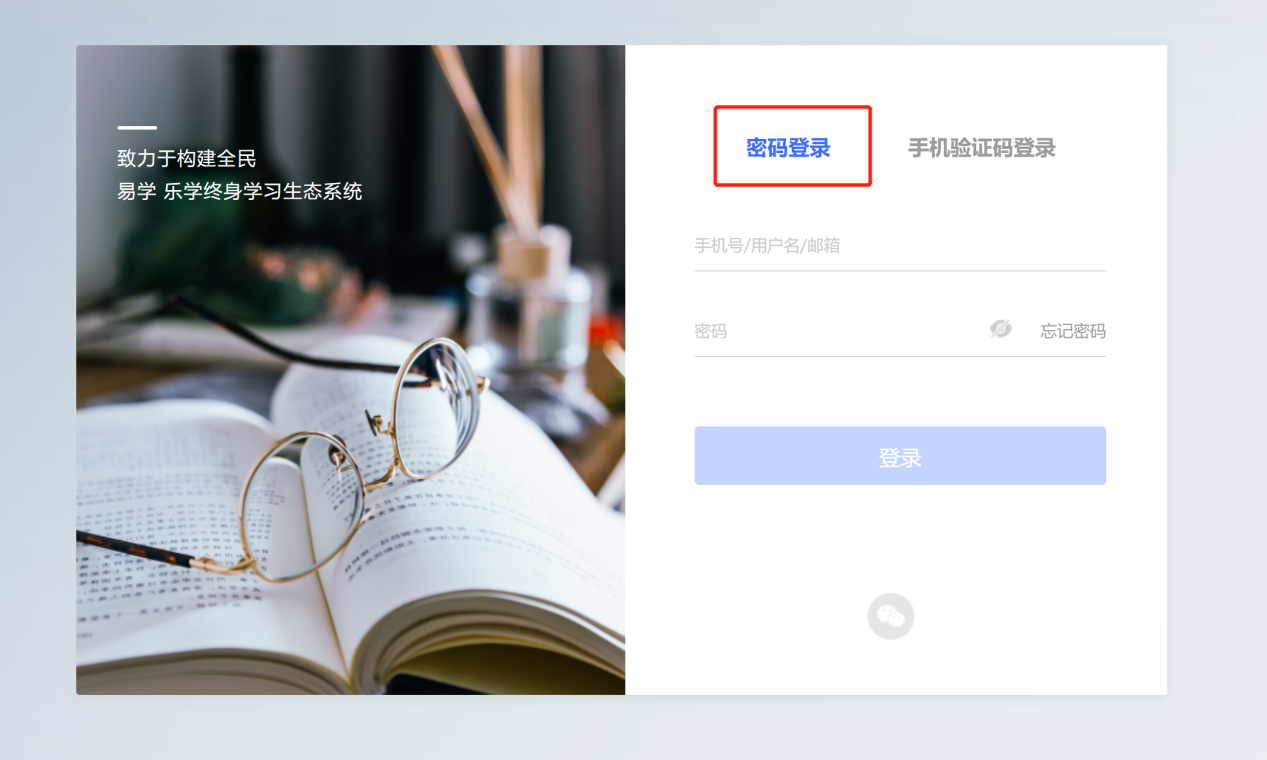 致力于构建全民
易学 乐学终身学习生态系统
密码登录
手机验证码登录
手机号/用户名/邮箱
密码
忘记密码
登录